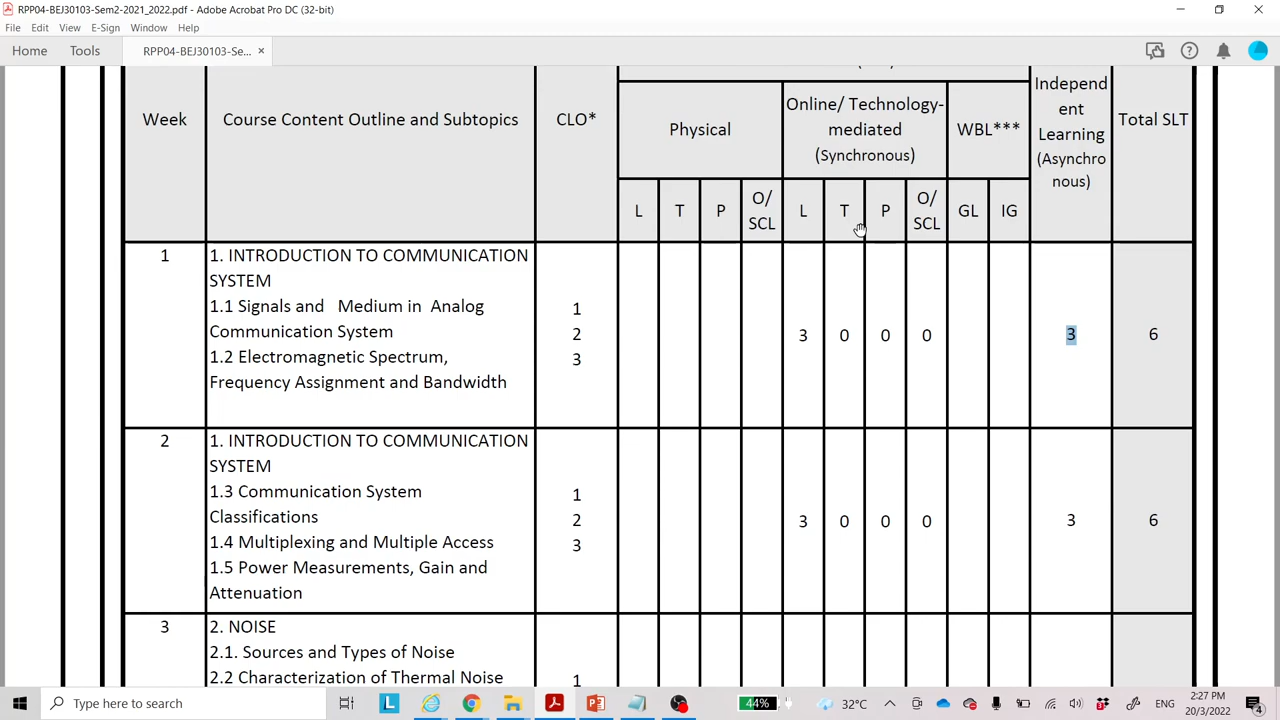 RPP04-BEJ30103-Sem2-2021_2022.pdf - Adobe Acrobat Pro DC (32-bit)
File Edit View E-Sign Window Help
Home Tools RPP04-BEJ30103-Se... ×
Week
Course Content Outline and Subtopics
CLO*
Physical
Online/ Technology-
mediated
(Synchronous)
WBL***
Independ
ent
Learning
(Asynchro
nous)
Total SLT
L T P O/
SCL
L T P O/
SCL
GL IG
1
1. INTRODUCTION TO COMMUNICATION
SYSTEM
1.1 Signals and Medium in Analog
Communication System
1.2 Electromagnetic Spectrum,
Frequency Assignment and Bandwidth
1
2
3
3 0 0 0 3 6
2
1. INTRODUCTION TO COMMUNICATION
SYSTEM
1.3 Communication System
Classifications
1.4 Multiplexing and Multiple Access
1.5 Power Measurements, Gain and
Attenuation
1
2
3
3 0 0 0 3 6
3
2. NOISE
2.1. Sources and Types of Noise
2.2 Characterization of Thermal Noise
1
Type here to search
44%
32°C
ENG
2:27 PM
20/3/2022
4